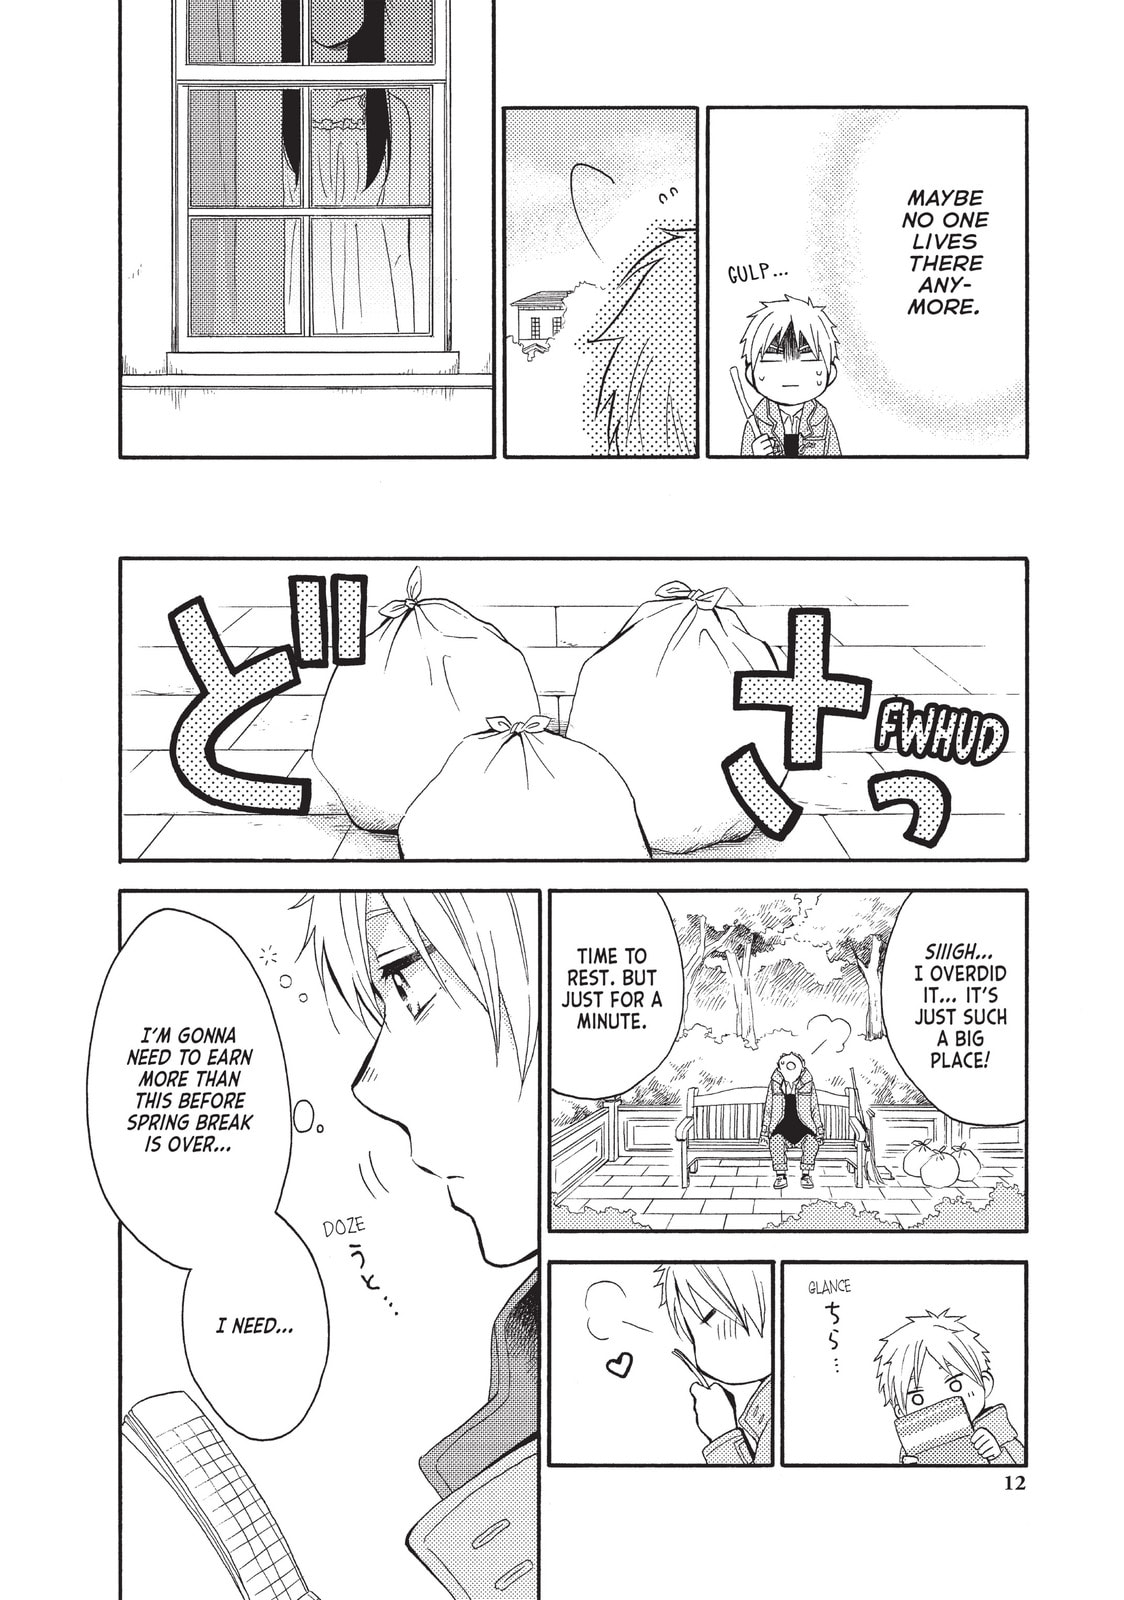 MAYBE
NO ONE
LIVES
THERE
ANY-
MORE.
GULP...
どさっ
FWHUD
SIIIGH...
I OVERDID
IT... IT'S
JUST SUCH
A BIG
PLACE!
TIME TO
REST. BUT
JUST FOR A
MINUTE.
GLANCE
ちら…
I'M GONNA
NEED TO EARN
MORE THAN
THIS BEFORE
SPRING BREAK
IS OVER...
DOZE
うと…
I NEED...
12